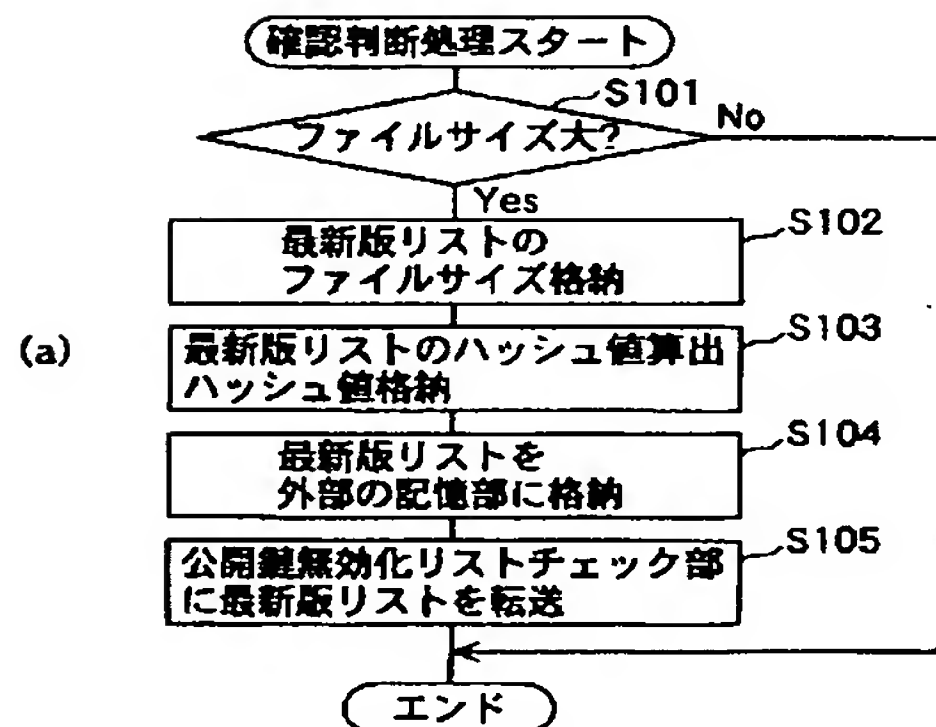 確認判断処理スタート
S101
ファイルサイズ大?
No
Yes
S102
最新版リストの
ファイルサイズ格納
(a)
S103
最新版リストのハッシュ値算出
ハッシュ値格納
S104
最新版リストを
外部の記憶部に格納
S105
公開鍵無効化リストチェック部
に最新版リストを転送
エンド